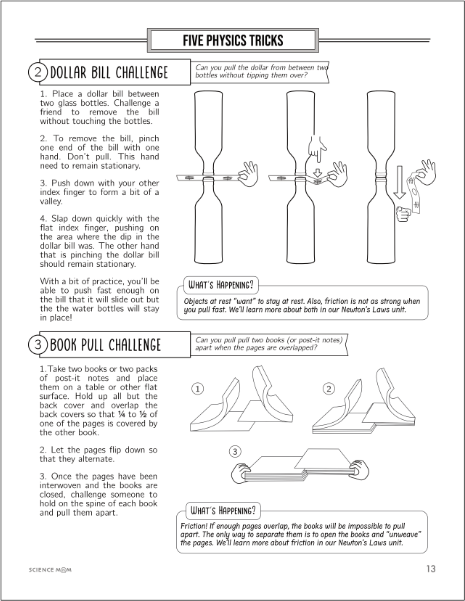 FIVE PHYSICS TRICKS
2 DOLLAR BILL CHALLENGE
Can you pull the dollar from between two
bottles without tipping them over?
1. Place a dollar bill between
two glass bottles. Challenge a
friend to remove the bill
without touching the bottles.
2. To remove the bill, pinch
one end of the bill with one
hand. Don't pull. This hand
need to remain stationary.
3. Push down with your other
index finger to form a bit of a
valley.
4. Slap down quickly with the
flat index finger, pushing on
the area where the dip in the
dollar bill was. The other hand
that is pinching the dollar bill
should remain stationary.
With a bit of practice, you'll be
able to push fast enough on
the bill that it will slide out but
the the water bottles will stay
in place!
WHAT'S HAPPENING?
Objects at rest "want" to stay at rest. Also, friction is not as strong when
you pull fast. We'll learn more about both in our Newton's Laws unit.
3 BOOK PULL CHALLENGE
Can you pull pull two books (or post-it notes)
apart when the pages are overlapped?
1.Take two books or two packs
of post-it notes and place
them on a table or other flat
surface. Hold up all but the
back cover and overlap the
back covers so that ¼ to ½ of
one of the pages is covered by
the other book.
2. Let the pages flip down so
that they alternate.
3. Once the pages have been
interwoven and the books are
closed, challenge someone to
hold on the spine of each book
and pull them apart.
1
2
3
WHAT'S HAPPENING?
Friction! If enough pages overlap, the books will be impossible to pull
apart. The only way to separate them is to open the books and "unweave"
the pages. We'll learn more about friction in our Newton's Laws unit.
SCIENCE MOM
13